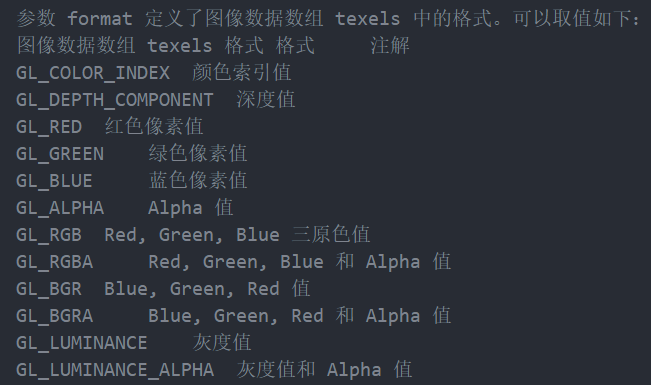 参数 format 定义了图像数据数组 texels 中的格式。可以取值如下：
图像数据数组 texels 格式 格式 注解
GL_COLOR_INDEX 颜色索引值
GL_DEPTH_COMPONENT 深度值
GL_RED 红色像素值
GL_GREEN 绿色像素值
GL_BLUE 蓝色像素值
GL_ALPHA Alpha 值
GL_RGB Red, Green, Blue 三原色值
GL_RGBA Red, Green, Blue 和 Alpha 值
GL_BGR Blue, Green, Red 值
GL_BGRA Blue, Green, Red 和 Alpha 值
GL_LUMINANCE 灰度值
GL_LUMINANCE_ALPHA 灰度值和 Alpha 值